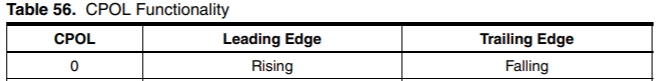 Table 56. CPOL Functionality
CPOL Leading Edge Trailing Edge
0 Rising Falling